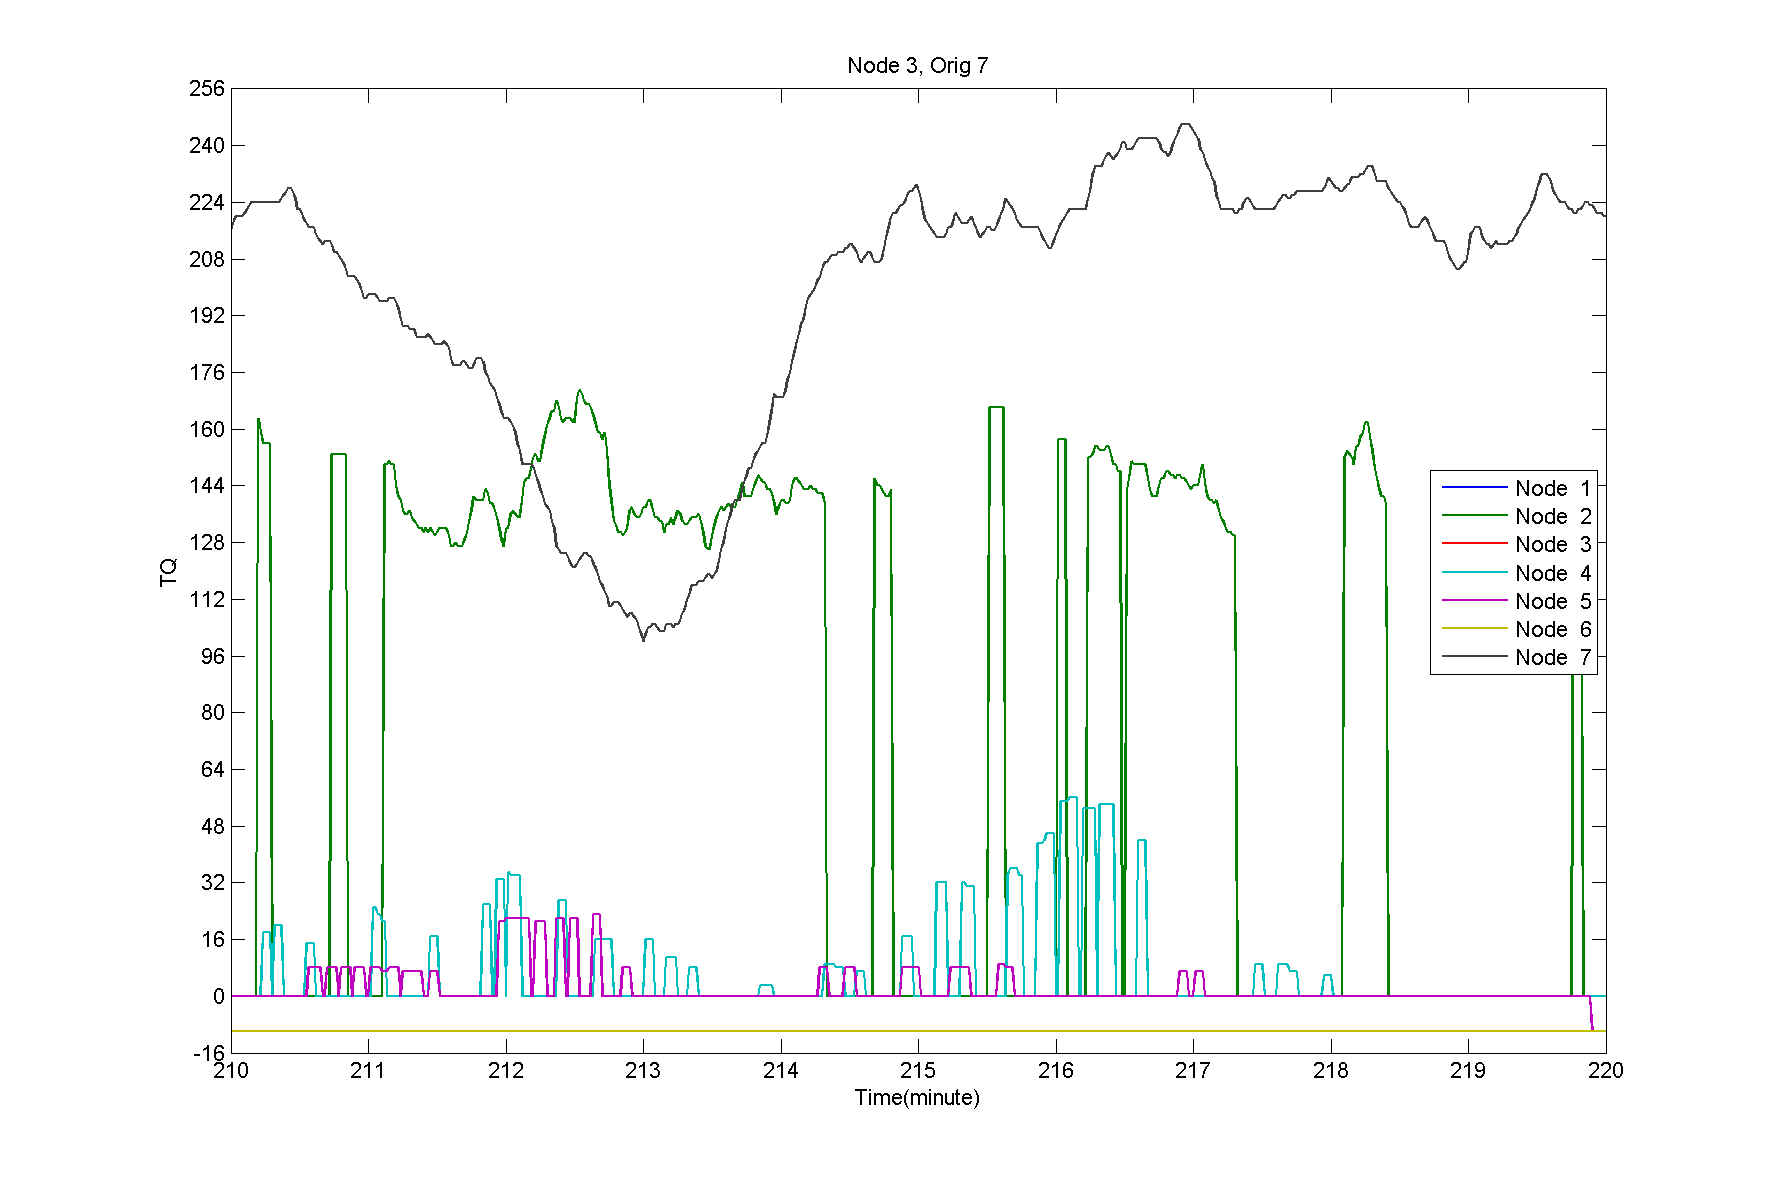 Node 3, Orig 7
256
240
224
208
192
176
160
144
128
112
96
80
64
48
32
16
0
-16
TQ
Node 1
Node 2
Node 3
Node 4
Node 5
Node 6
Node 7
210 211 212 213 214 215 216 217 218 219 220
Time(minute)